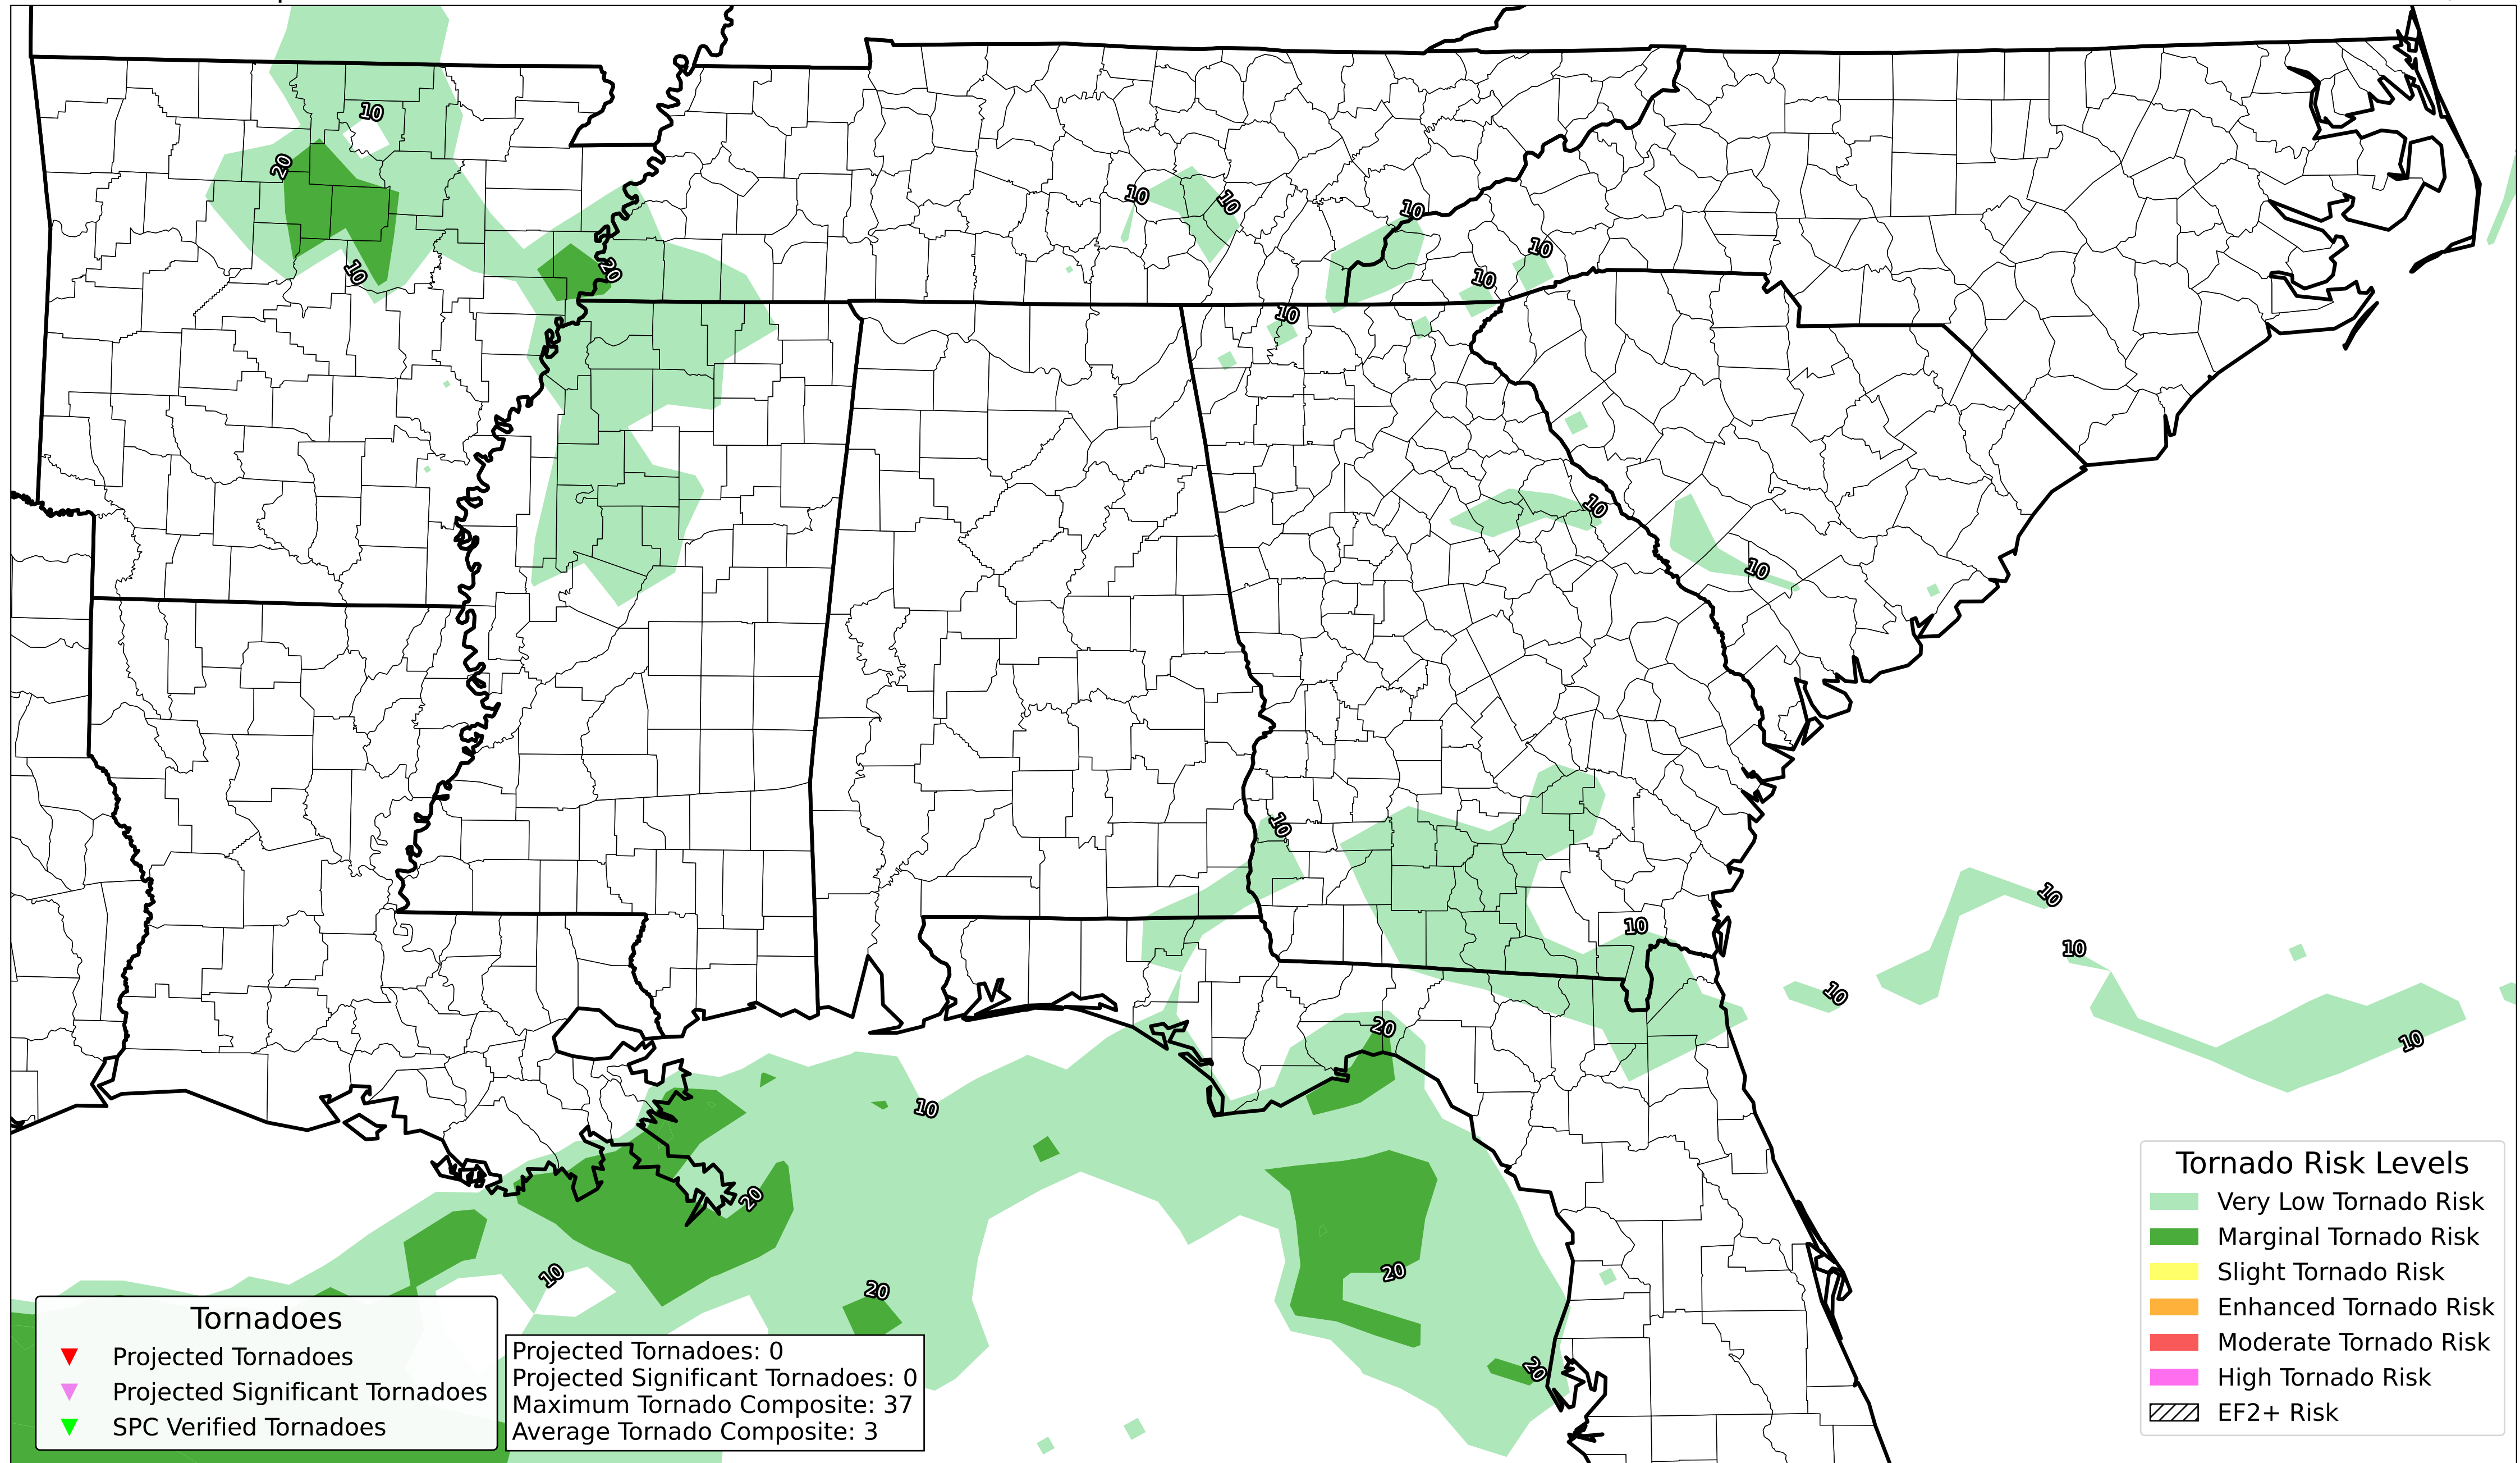 10
20
10
20
10
10
10
10
10
10
10
10
10
10
10
10
10
10
20
10
10
20
10
20
20
20
Tornado Risk Levels
Very Low Tornado Risk
Marginal Tornado Risk
Slight Tornado Risk
Enhanced Tornado Risk
Moderate Tornado Risk
High Tornado Risk
EF2+ Risk
Tornadoes
Projected Tornadoes
Projected Significant Tornadoes
SPC Verified Tornadoes
Projected Tornadoes: 0
Projected Significant Tornadoes: 0
Maximum Tornado Composite: 37
Average Tornado Composite: 3